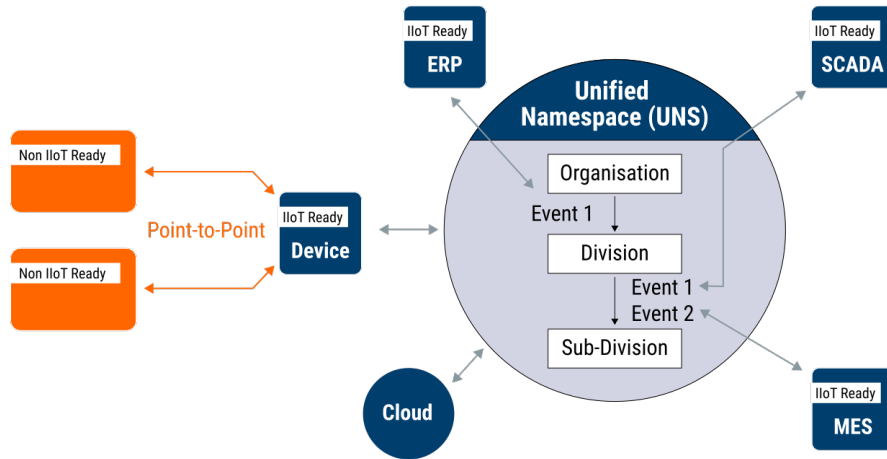 IIoT Ready
ERP
IIoT Ready
SCADA
Unified
Namespace (UNS)
Non IIoT Ready
Organisation
Event 1
IIoT Ready
Device
Point-to-Point
Division
Non IIoT Ready
Event 1
Event 2
Sub-Division
Cloud
IIoT Ready
MES